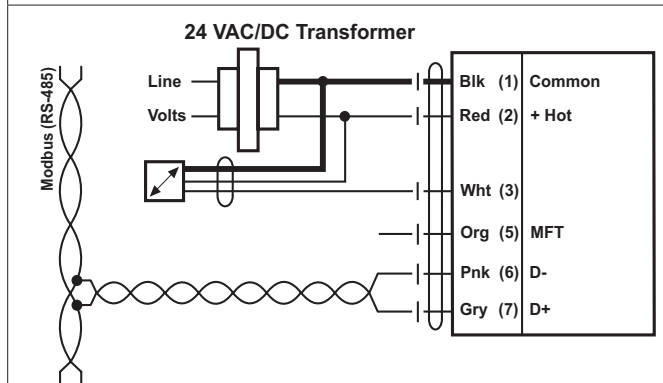 24 VAC/DC Transformer
Line
Volts
Modbus (RS-485)
Blk (1) Common
Red (2) + Hot
Wht (3)
Org (5) MFT
Pnk (6) D-
Gry (7) D+